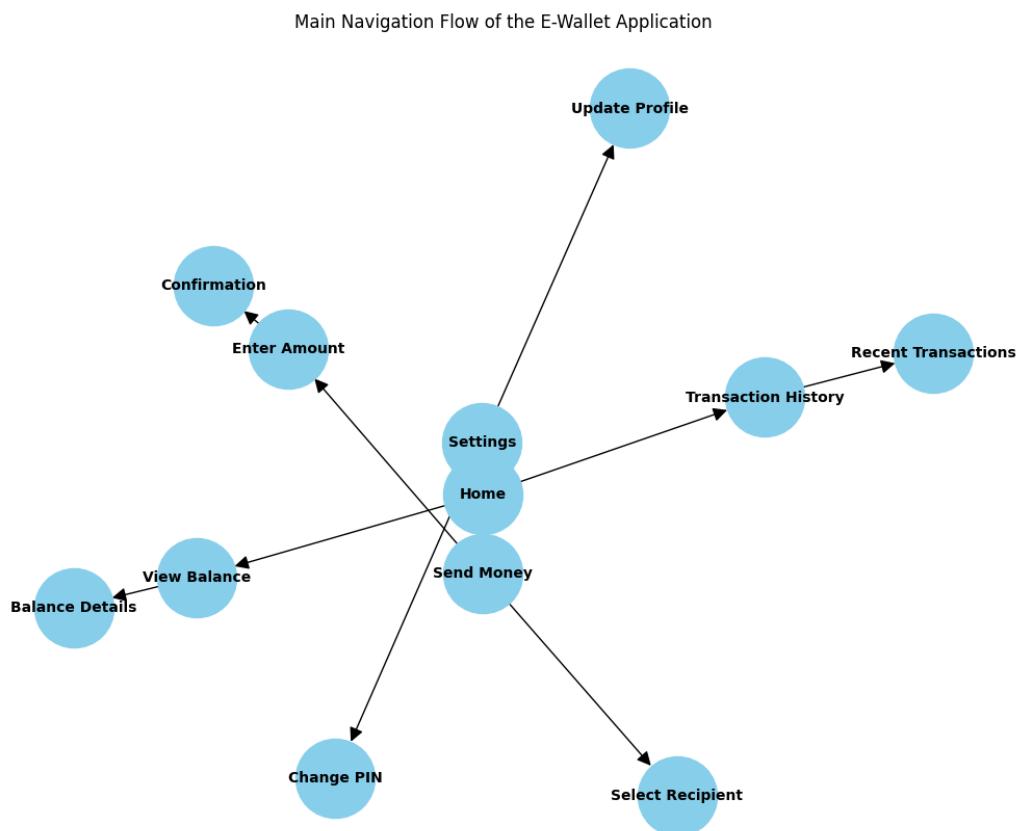 Main Navigation Flow of the E-Wallet Application
Update Profile
Confirmation
Enter Amount
Recent Transactions
Transaction History
Settings
Home
Send Money
View Balance
Balance Details
Change PIN
Select Recipient